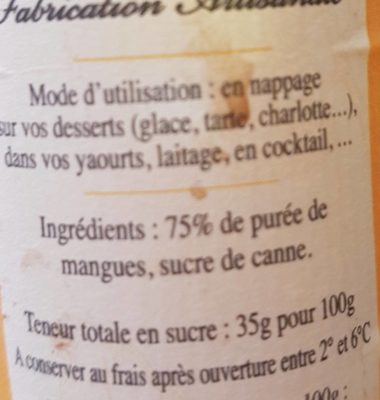 Fabrication Artisanale
Mode d'utilisation : en nappage
sur vos desserts (glace, tarte, charlotte...),
dans vos yaourts, laitage, en cocktail, ...
Ingrédients : 75% de purée de
mangues, sucre de canne.
Teneur totale en sucre : 35g pour 100g
A conserver au frais après ouverture entre 2° et 6°C
100g :